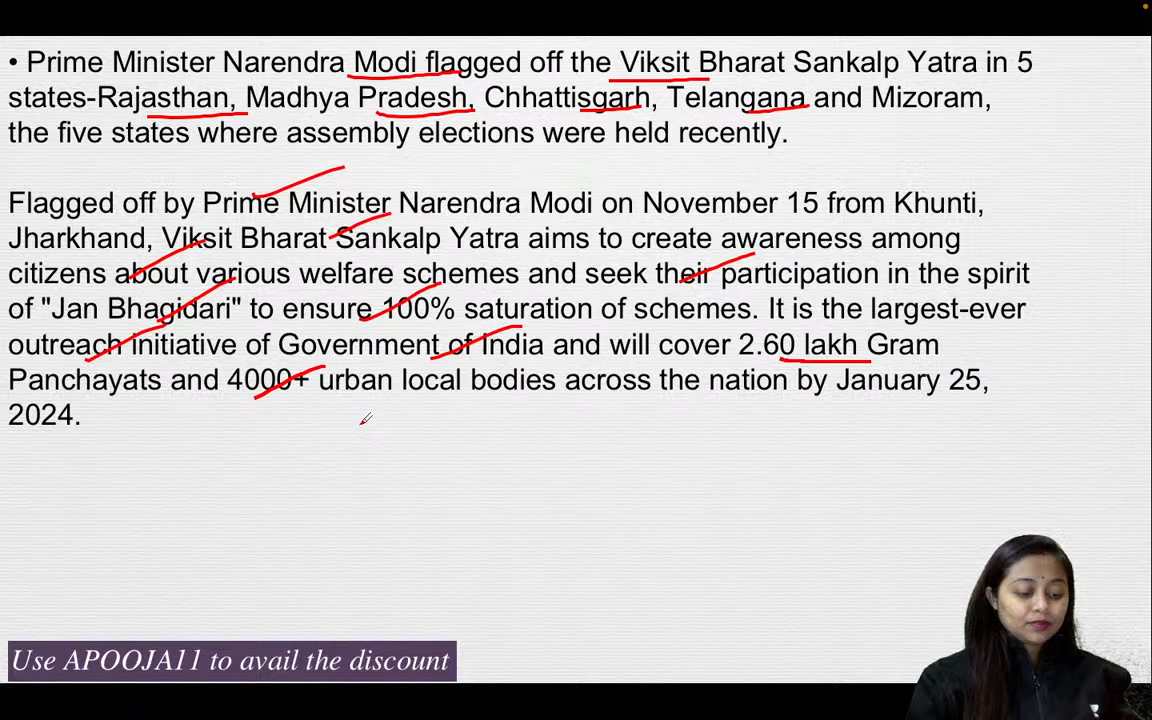 • Prime Minister Narendra Modi flagged off the Viksit Bharat Sankalp Yatra in 5
states-Rajasthan, Madhya Pradesh, Chhattisgarh, Telangana and Mizoram,
the five states where assembly elections were held recently.
Flagged off by Prime Minister Narendra Modi on November 15 from Khunti,
Jharkhand, Viksit Bharat Sankalp Yatra aims to create awareness among
citizens about various welfare schemes and seek their participation in the spirit
of "Jan Bhagidari" to ensure 100% saturation of schemes. It is the largest-ever
outreach initiative of Government of India and will cover 2.60 lakh Gram
Panchayats and 4000+ urban local bodies across the nation by January 25,
2024.
Use APOOJA11 to avail the discount